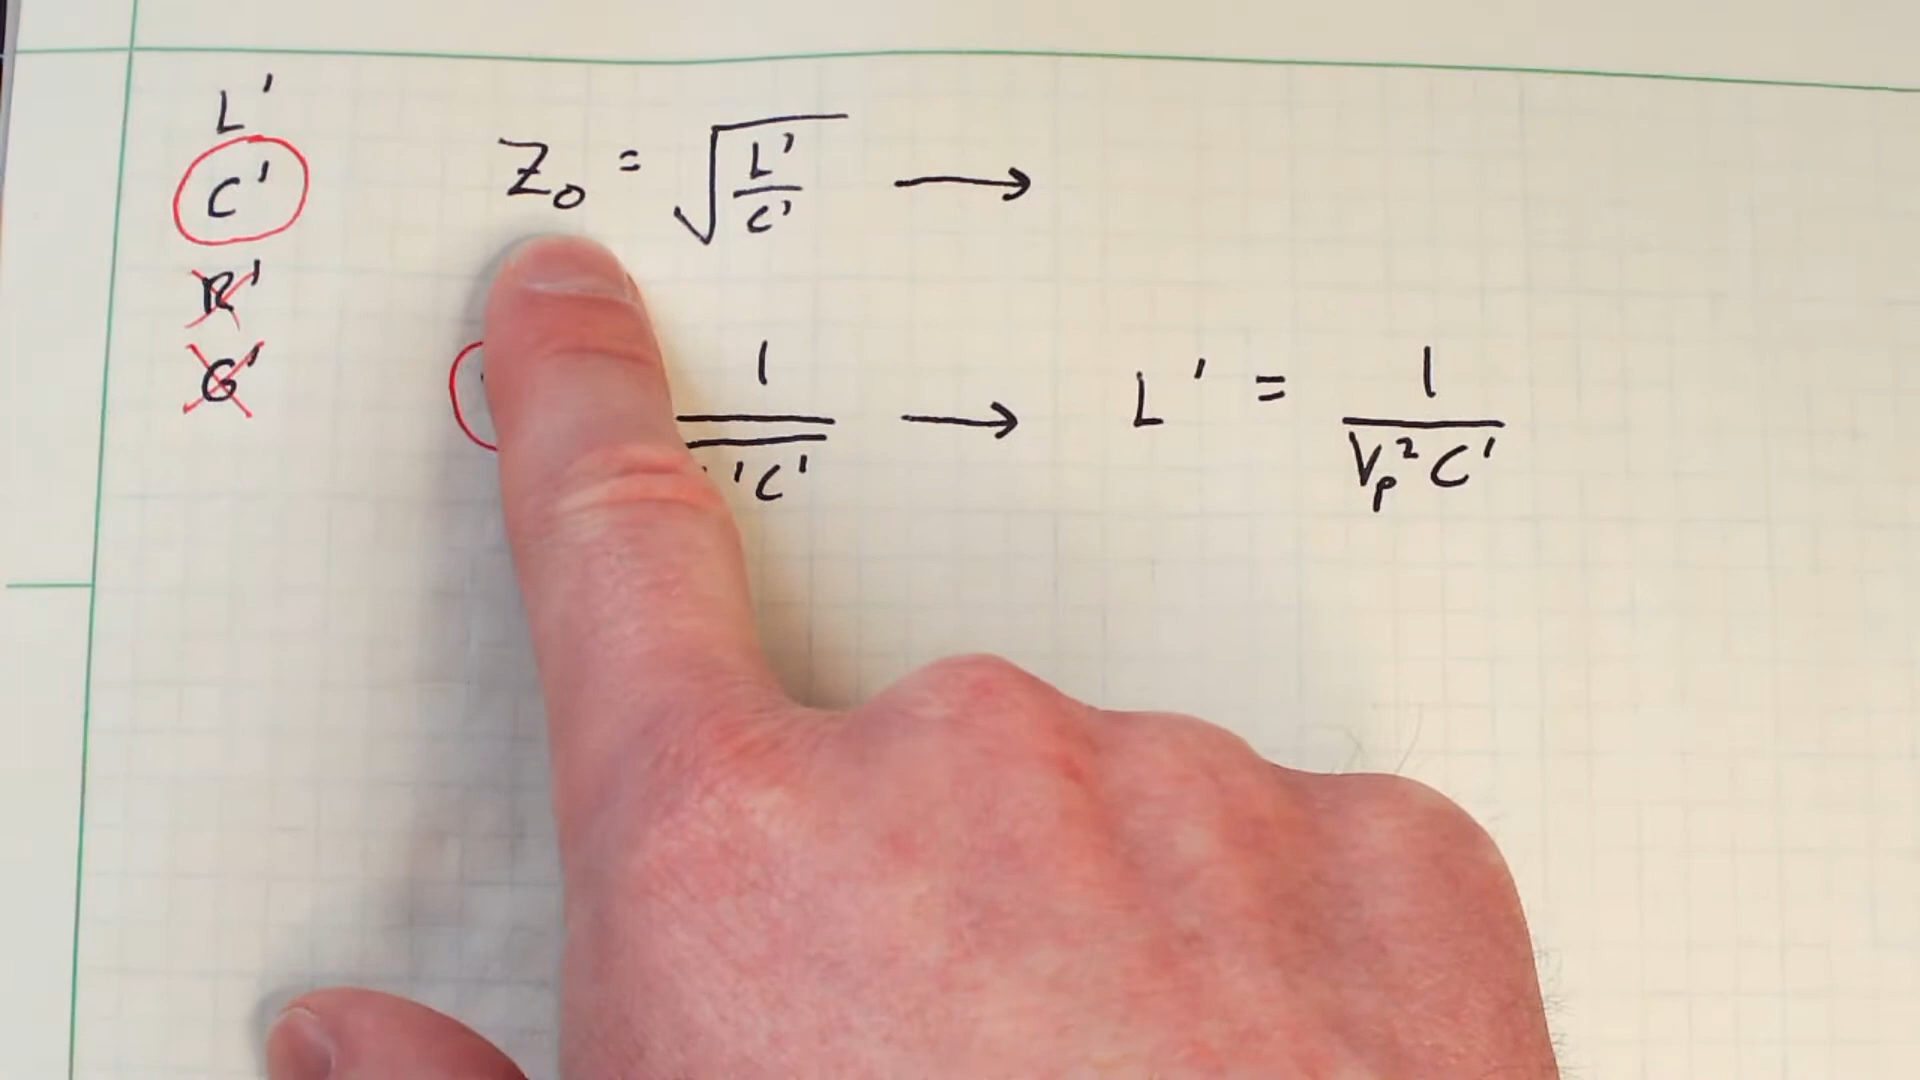 L'
C'
R'
G'
Z₀ = √(L'/C') →
1/√('C') → L' = 1/(Vₚ²C')